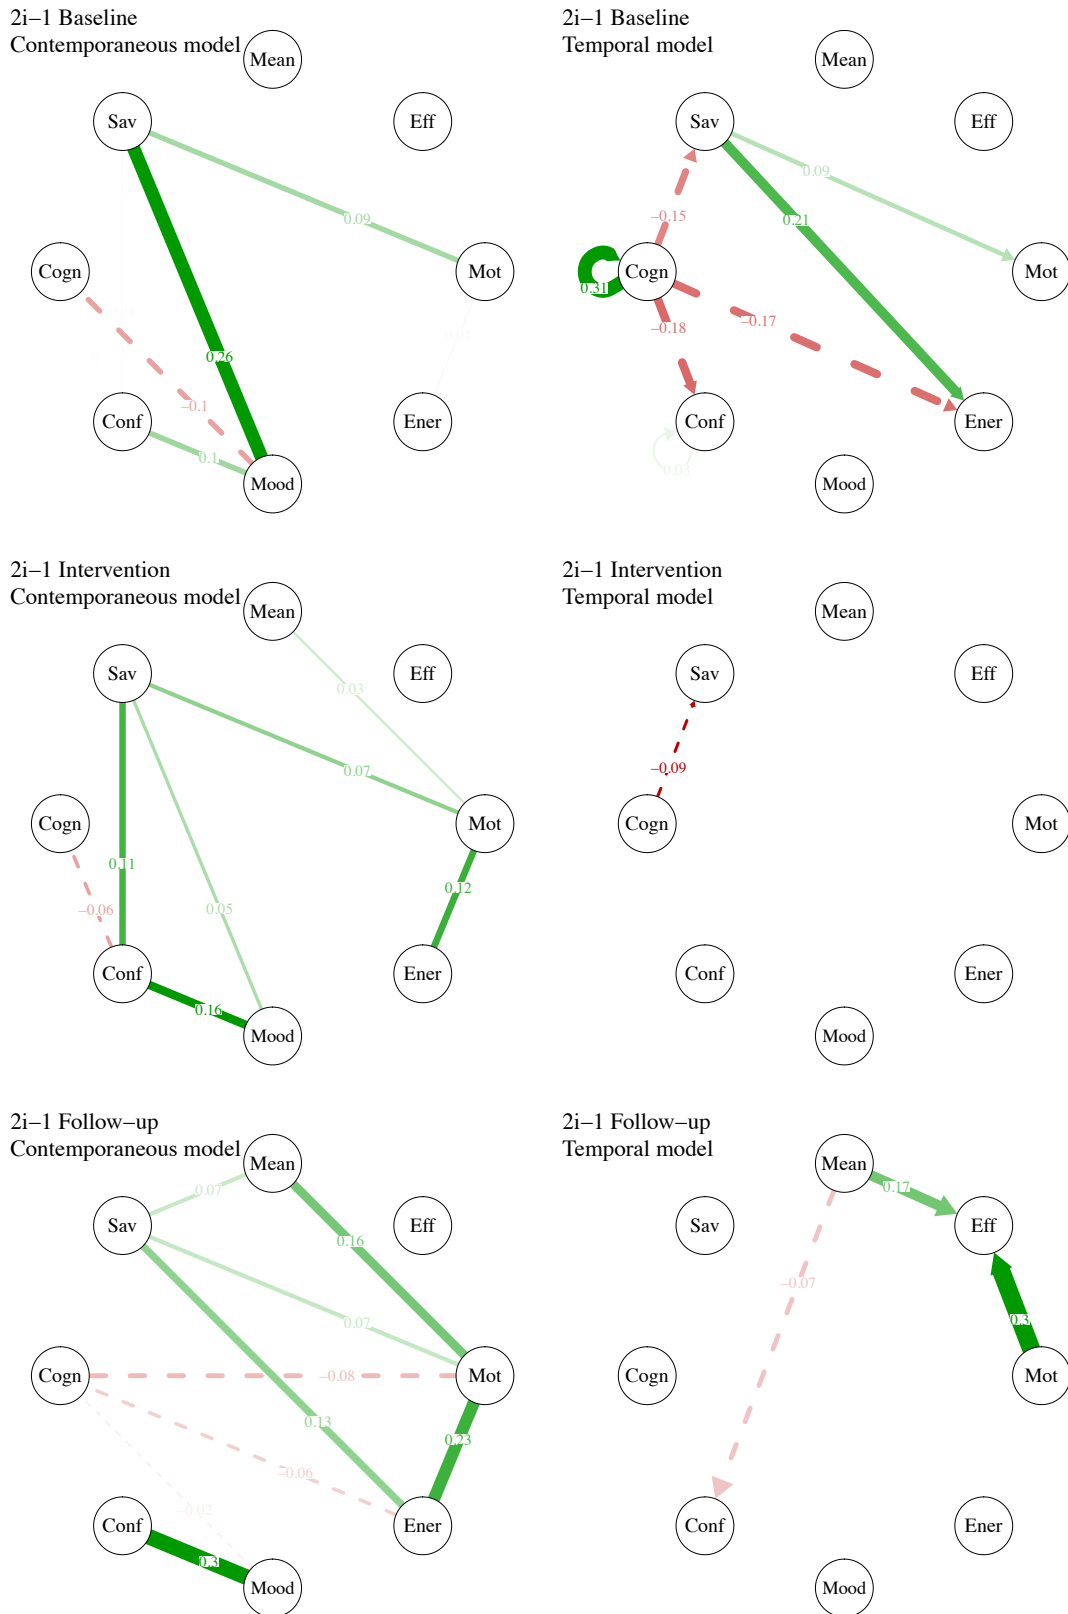 2i−1 Baseline
Contemporaneous model
Mean
Sav
Eff
0.09
Cogn
Mot
0.26
−0.1
Conf
Ener
0.1
Mood
2i−1 Baseline
Temporal model
Mean
Sav
Eff
0.09
−0.15
0.21
Cogn
Mot
0.31
−0.18
−0.17
Conf
Ener
0.03
Mood
2i−1 Intervention
Contemporaneous model
Mean
Sav
Eff
0.03
0.07
Cogn
Mot
0.11
0.12
−0.06
0.05
Conf
Ener
0.16
Mood
2i−1 Intervention
Temporal model
Mean
Sav
Eff
−0.09
Cogn
Mot
Conf
Ener
Mood
2i−1 Follow−up
Contemporaneous model
Mean
0.07
Sav
Eff
0.16
0.07
Cogn
−0.08
Mot
0.13
0.23
−0.06
−0.02
Conf
Ener
0.3
Mood
2i−1 Follow−up
Temporal model
Mean
0.17
Sav
Eff
−0.07
0.3
Cogn
Mot
Conf
Ener
Mood